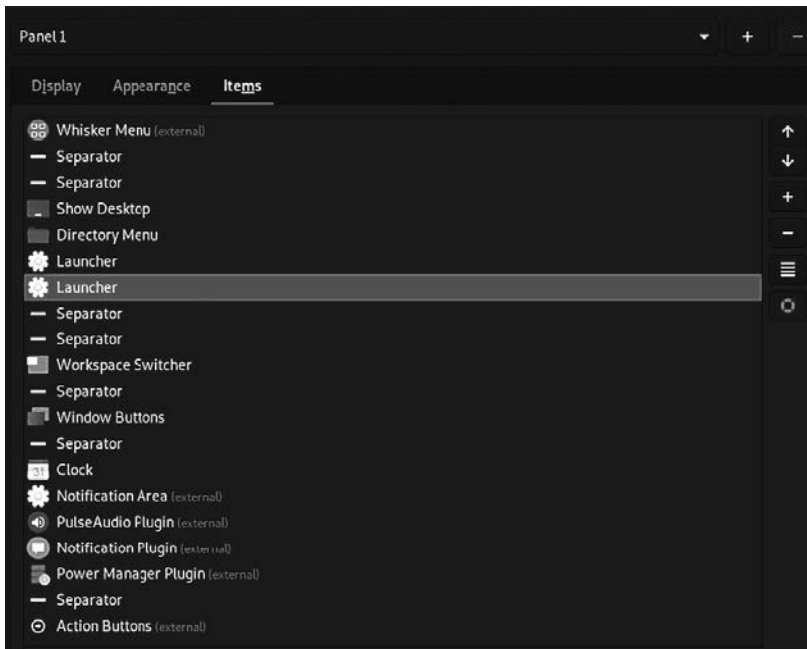 Panel 1
Display Appearance Items
Whisker Menu (external)
Separator
Separator
Show Desktop
Directory Menu
Launcher
Launcher
Separator
Separator
Workspace Switcher
Separator
Window Buttons
Separator
31 Clock
Notification Area (external)
PulseAudio Plugin (external)
Notification Plugin (external)
Power Manager Plugin (external)
Separator
Action Buttons (external)